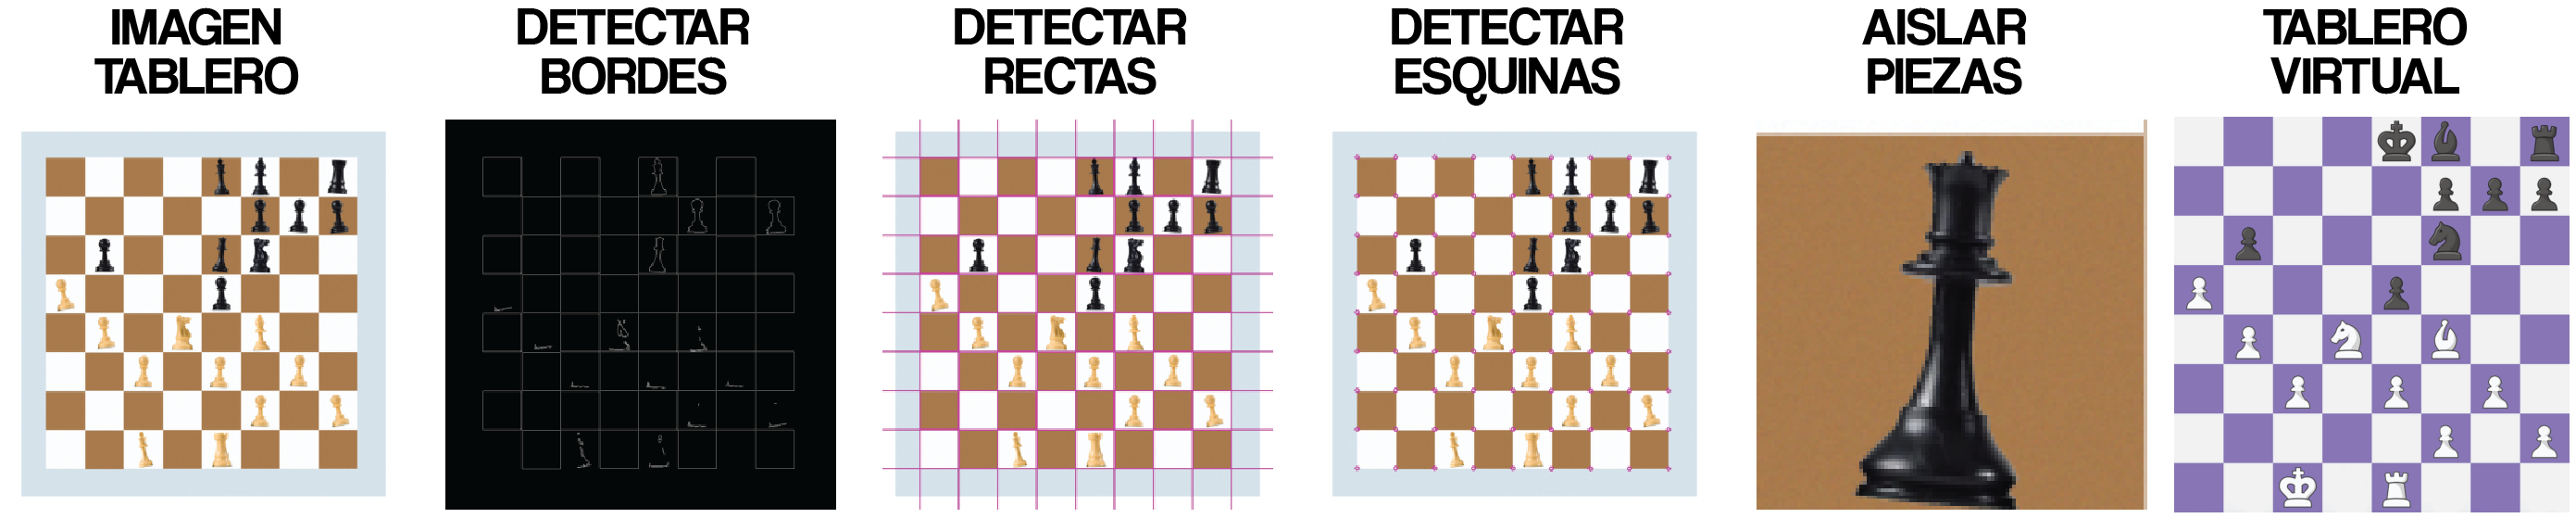 IMAGEN
TABLERO
DETECTAR
BORDES
DETECTAR
RECTAS
DETECTAR
ESQUINAS
AISLAR
PIEZAS
TABLERO
VIRTUAL